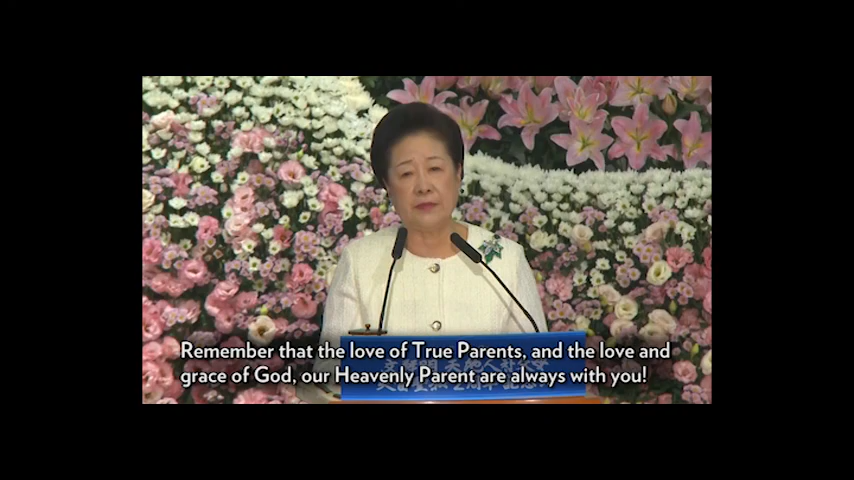 Remember that the love of True Parents, and the love and
grace of God, our Heavenly Parent are always with you!